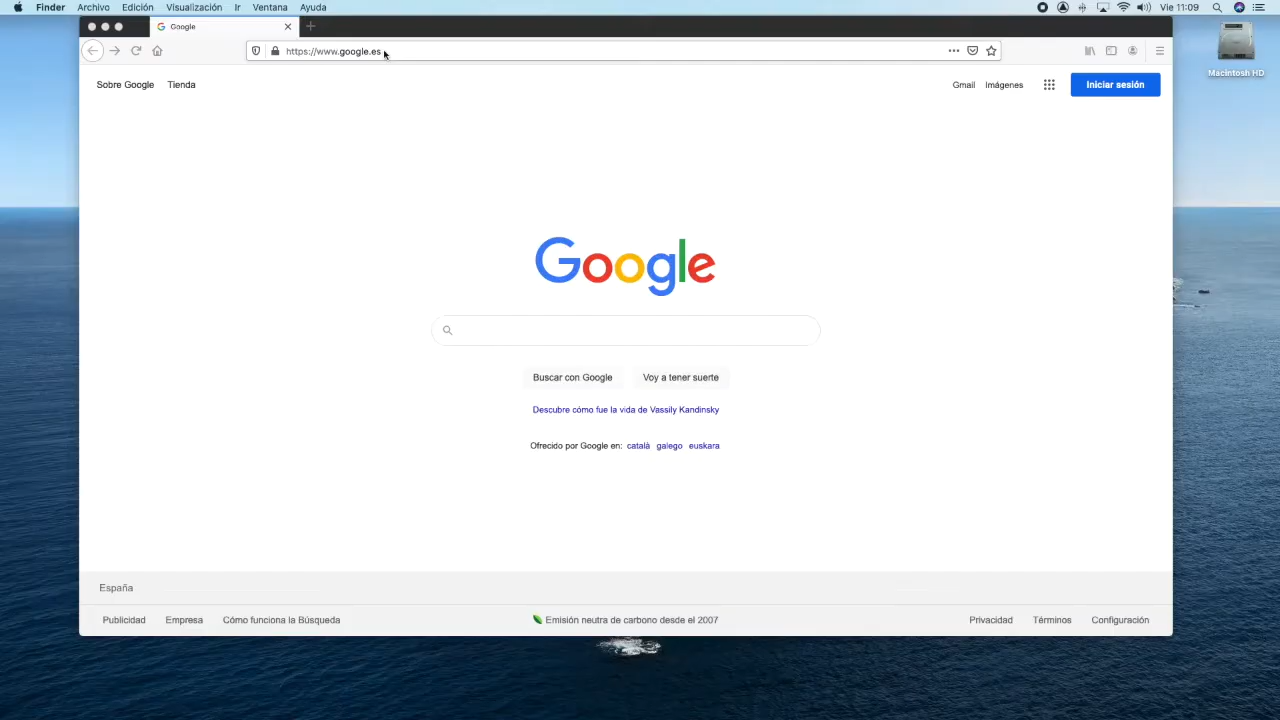 Finder Archivo Edición Visualización Ir Ventana Ayuda Vie 11:09
Google
https://www.google.es
Macintosh HD
Sobre Google Tienda Gmail Imágenes Iniciar sesión
Google
Buscar con Google Voy a tener suerte
Descubre cómo fue la vida de Vassily Kandinsky
Ofrecido por Google en: català galego euskara
España
Publicidad Empresa Cómo funciona la Búsqueda Emisión neutra de carbono desde el 2007 Privacidad Términos Configuración